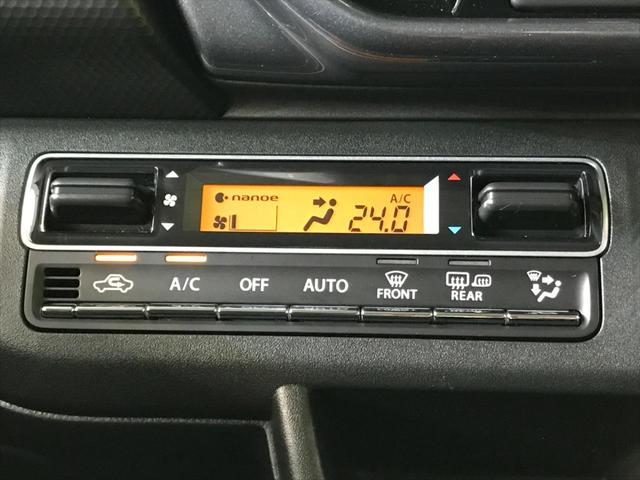 nanoe
A/C
24.0
A/C
OFF
AUTO
FRONT
REAR